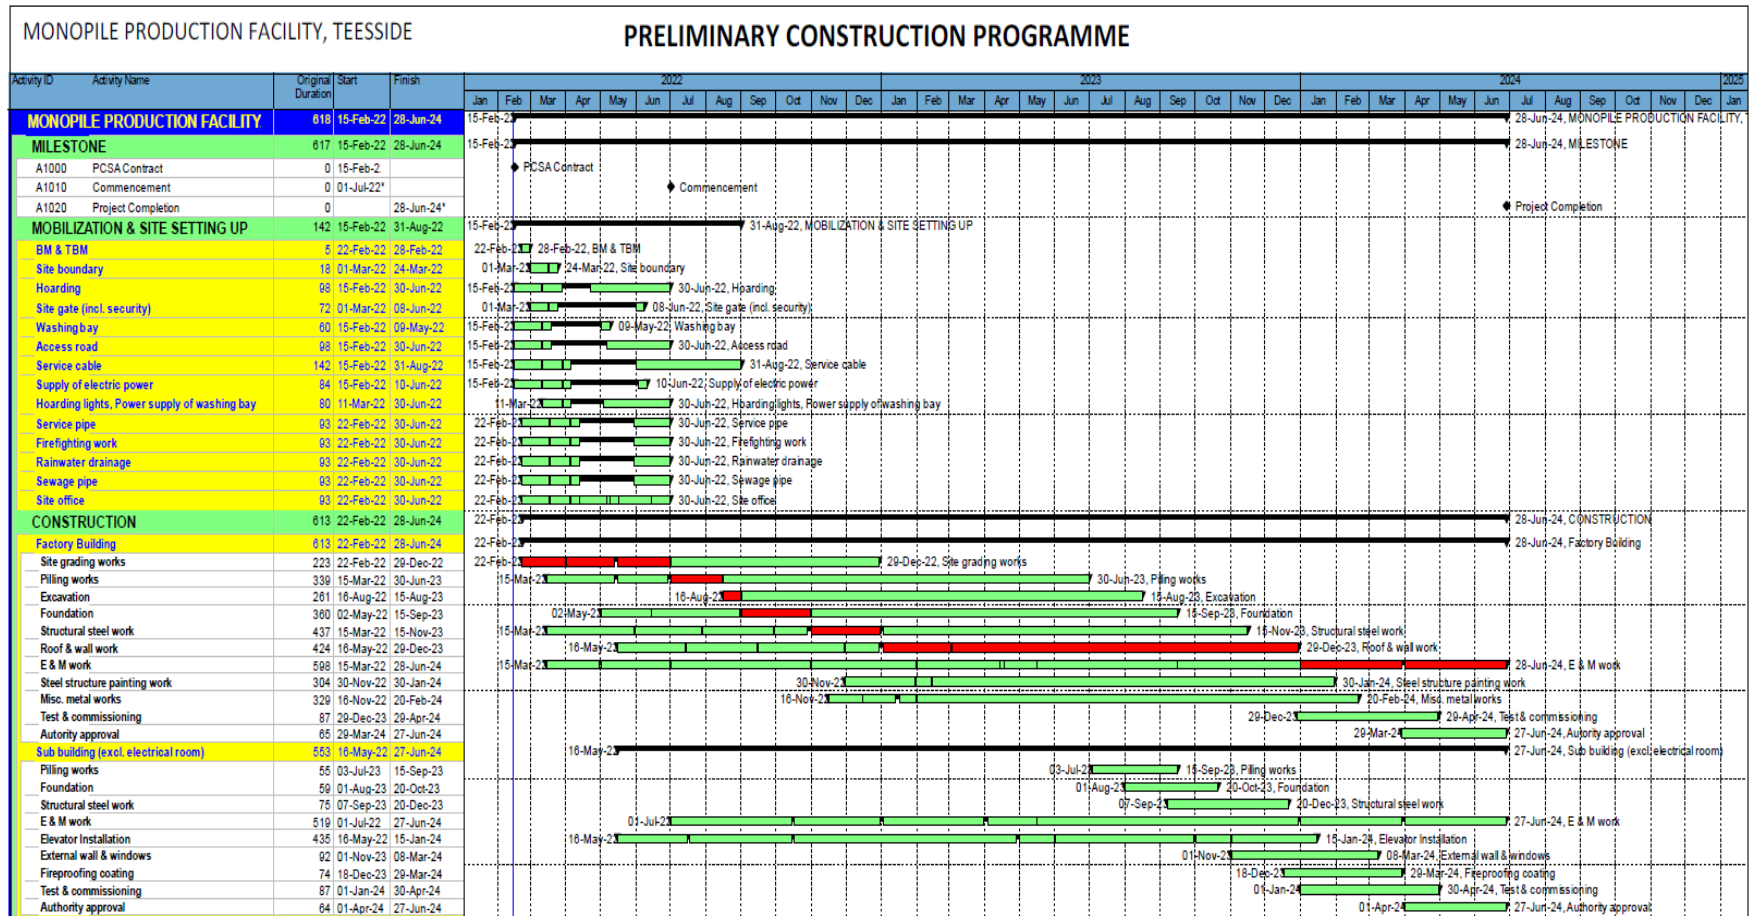 MONOPILE PRODUCTION FACILITY, TEESSIDE
PRELIMINARY CONSTRUCTION PROGRAMME
Activity ID Activity Name Original Duration Start Finish 2022 2023 2024 2025
Jan Feb Mar Apr May Jun Jul Aug Sep Oct Nov Dec Jan Feb Mar Apr May Jun Jul Aug Sep Oct Nov Dec Jan Feb Mar Apr May Jun Jul Aug Sep Oct Nov Dec Jan
MONOPILE PRODUCTION FACILITY 618 15-Feb-22 28-Jun-24 15-Feb-22 28-Jun-24, MONOPILE PRODUCTION FACILITY,
MILESTONE 617 15-Feb-22 28-Jun-24 15-Feb-22 28-Jun-24, MILESTONE
A1000 PCSA Contract 0 15-Feb-2 PCSA Contract
A1010 Commencement 0 01-Jul-22* Commencement
A1020 Project Completion 0 28-Jun-24* Project Completion
MOBILIZATION & SITE SETTING UP 142 15-Feb-22 31-Aug-22 15-Feb-22 31-Aug-22, MOBILIZATION & SITE SETTING UP
BM & TBM 5 22-Feb-22 28-Feb-22 22-Feb-22 28-Feb-22, BM & TBM
Site boundary 18 01-Mar-22 24-Mar-22 01-Mar-22 24-Mar-22, Site boundary
Hoarding 98 15-Feb-22 30-Jun-22 15-Feb-22 30-Jun-22, Hoarding
Site gate (incl. security) 72 01-Mar-22 08-Jun-22 01-Mar-22 08-Jun-22, Site gate (incl. security)
Washing bay 60 15-Feb-22 09-May-22 15-Feb-22 09-May-22, Washing bay
Access road 98 15-Feb-22 30-Jun-22 15-Feb-22 30-Jun-22, Access road
Service cable 142 15-Feb-22 31-Aug-22 15-Feb-22 31-Aug-22, Service cable
Supply of electric power 84 15-Feb-22 10-Jun-22 15-Feb-22 10-Jun-22, Supply of electric power
Hoarding lights, Power supply of washing bay 80 11-Mar-22 30-Jun-22 11-Mar-22 30-Jun-22, Hoarding lights, Power supply of washing bay
Service pipe 93 22-Feb-22 30-Jun-22 22-Feb-22 30-Jun-22, Service pipe
Firefighting work 93 22-Feb-22 30-Jun-22 22-Feb-22 30-Jun-22, Firefighting work
Rainwater drainage 93 22-Feb-22 30-Jun-22 22-Feb-22 30-Jun-22, Rainwater drainage
Sewage pipe 93 22-Feb-22 30-Jun-22 22-Feb-22 30-Jun-22, Sewage pipe
Site office 93 22-Feb-22 30-Jun-22 22-Feb-22 30-Jun-22, Site office
CONSTRUCTION 613 22-Feb-22 28-Jun-24 22-Feb-22 28-Jun-24, CONSTRUCTION
Factory Building 613 22-Feb-22 28-Jun-24 22-Feb-22 28-Jun-24, Factory Building
Site grading works 223 22-Feb-22 29-Dec-22 22-Feb-22 29-Dec-22, Site grading works
Pilling works 339 15-Mar-22 30-Jun-23 15-Mar-22 30-Jun-23, Pilling works
Excavation 261 16-Aug-22 15-Aug-23 16-Aug-22 15-Aug-23, Excavation
Foundation 360 02-May-22 15-Sep-23 02-May-22 15-Sep-23, Foundation
Structural steel work 437 15-Mar-22 15-Nov-23 15-Mar-22 15-Nov-23, Structural steel work
Roof & wall work 424 16-May-22 29-Dec-23 16-May-22 29-Dec-23, Roof & wall work
E & M work 598 15-Mar-22 28-Jun-24 15-Mar-22 28-Jun-24, E & M work
Steel structure painting work 304 30-Nov-22 30-Jan-24 30-Nov-22 30-Jan-24, Steel structure painting work
Misc. metal works 329 16-Nov-22 20-Feb-24 16-Nov-22 20-Feb-24, Misc. metal works
Test & commissioning 87 29-Dec-23 29-Apr-24 29-Dec-23 29-Apr-24, Test & commissioning
Autority approval 65 29-Mar-24 27-Jun-24 29-Mar-24 27-Jun-24, Autority approval
Sub building (excl. electrical room) 553 16-May-22 27-Jun-24 16-May-22 27-Jun-24, Sub building (excl. electrical room)
Pilling works 55 03-Jul-23 15-Sep-23 03-Jul-23 15-Sep-23, Pilling works
Foundation 59 01-Aug-23 20-Oct-23 01-Aug-23 20-Oct-23, Foundation
Structural steel work 75 07-Sep-23 20-Dec-23 07-Sep-23 20-Dec-23, Structural steel work
E & M work 519 01-Jul-22 27-Jun-24 01-Jul-22 27-Jun-24, E & M work
Elevator Installation 435 16-May-22 15-Jan-24 16-May-22 15-Jan-24, Elevator Installation
External wall & windows 92 01-Nov-23 08-Mar-24 01-Nov-23 08-Mar-24, External wall & windows
Fireproofing coating 74 18-Dec-23 29-Mar-24 18-Dec-23 29-Mar-24, Fireproofing coating
Test & commissioning 87 01-Jan-24 30-Apr-24 01-Jan-24 30-Apr-24, Test & commissioning
Authority approval 64 01-Apr-24 27-Jun-24 01-Apr-24 27-Jun-24, Authority approval